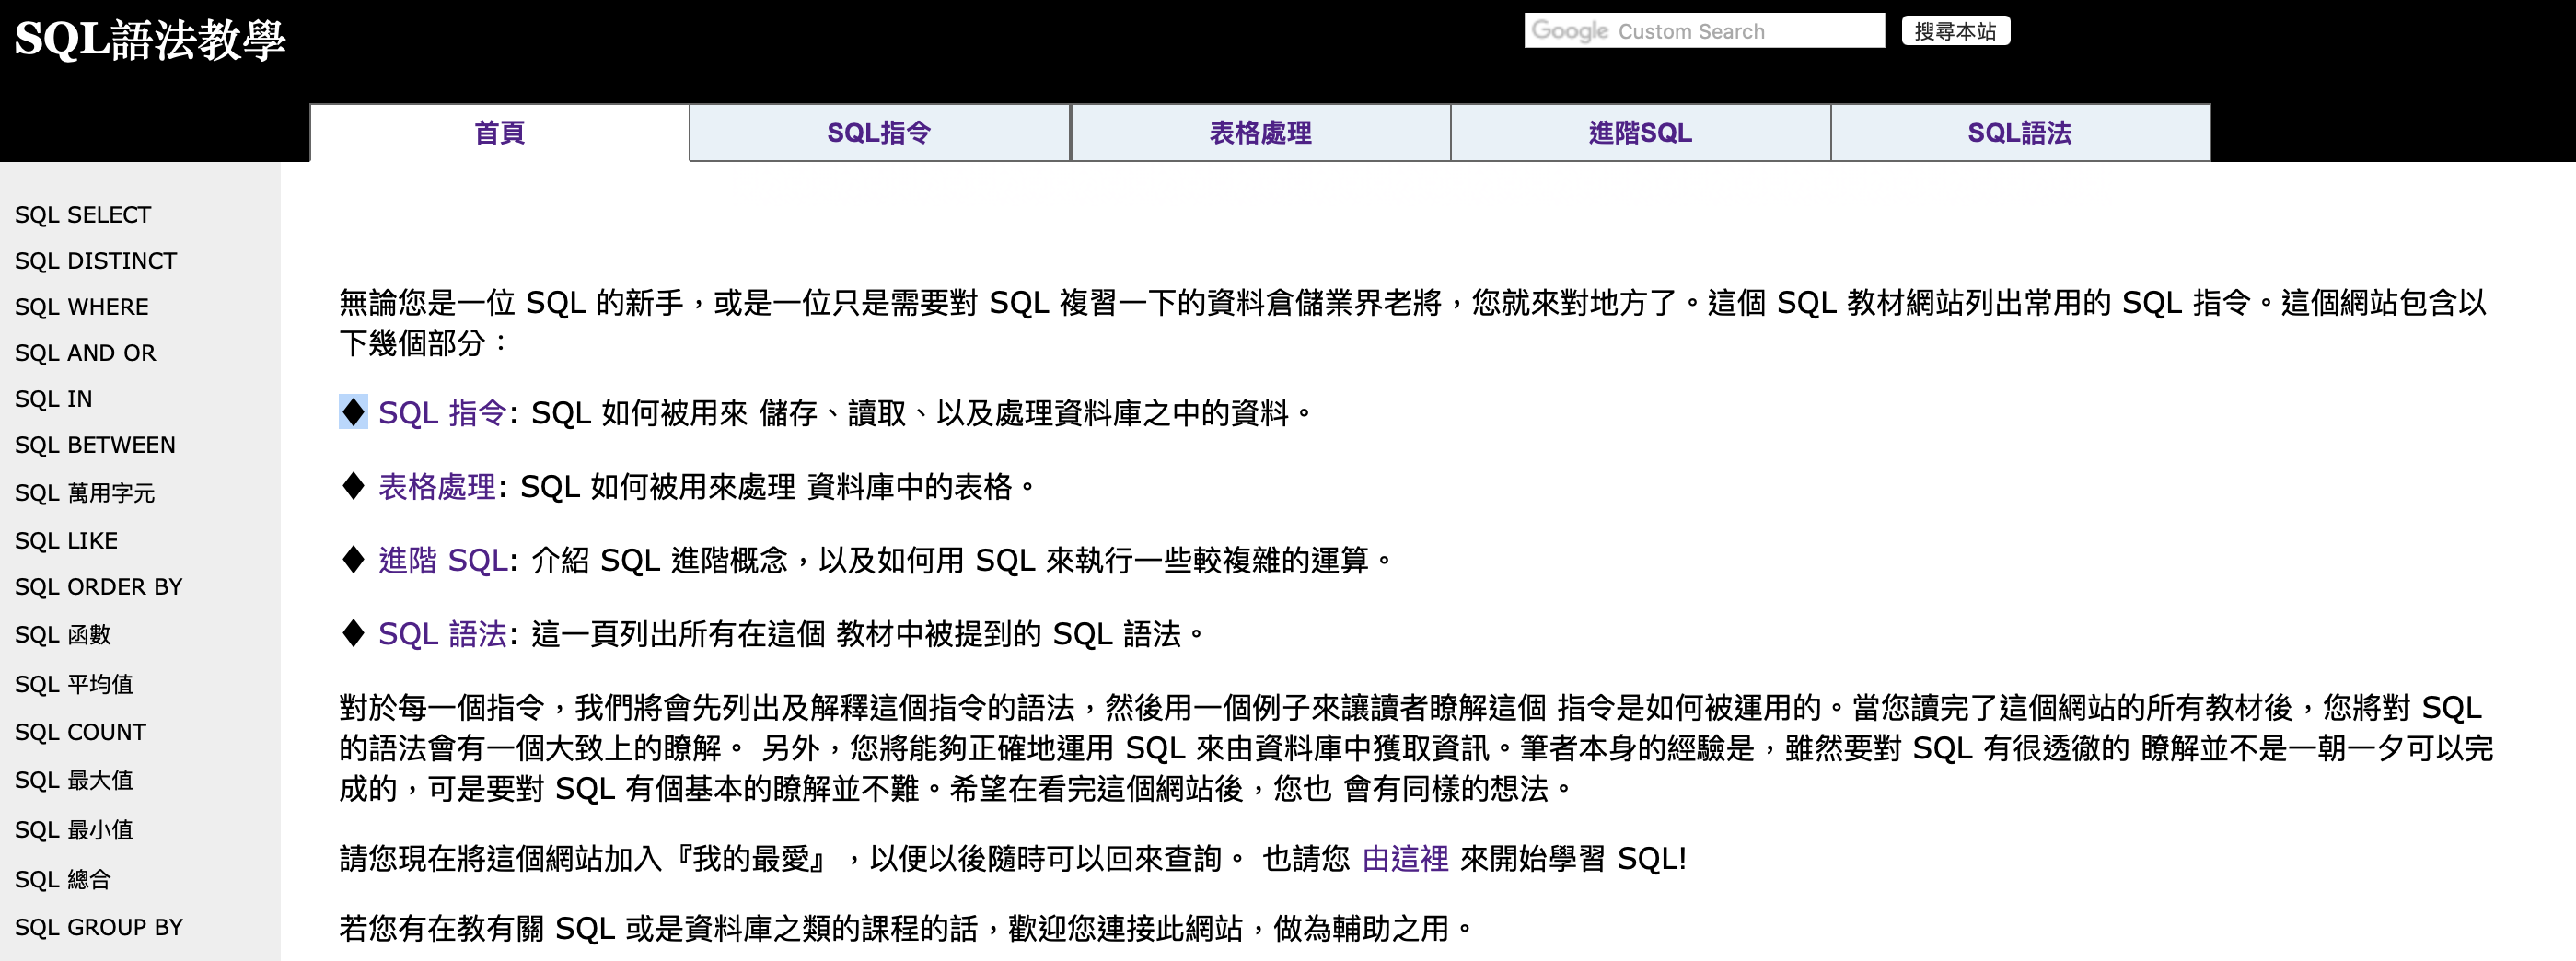 SQL語法教學
Google Custom Search
搜尋本站
首頁
SQL指令
表格處理
進階SQL
SQL語法
SQL SELECT
SQL DISTINCT
SQL WHERE
SQL AND OR
SQL IN
SQL BETWEEN
SQL 萬用字元
SQL LIKE
SQL ORDER BY
SQL 函數
SQL 平均值
SQL COUNT
SQL 最大值
SQL 最小值
SQL 總合
SQL GROUP BY
無論您是一位 SQL 的新手，或是一位只是需要對 SQL 複習一下的資料倉儲業界老將，您就來對地方了。這個 SQL 教材網站列出常用的 SQL 指令。這個網站包含以
下幾個部分：
♦ SQL 指令: SQL 如何被用來 儲存、讀取、以及處理資料庫之中的資料。
♦ 表格處理: SQL 如何被用來處理 資料庫中的表格。
♦ 進階 SQL: 介紹 SQL 進階概念，以及如何用 SQL 來執行一些較複雜的運算。
♦ SQL 語法: 這一頁列出所有在這個 教材中被提到的 SQL 語法。
對於每一個指令，我們將會先列出及解釋這個指令的語法，然後用一個例子來讓讀者瞭解這個 指令是如何被運用的。當您讀完了這個網站的所有教材後，您將對 SQL
的語法會有一個大致上的瞭解。 另外，您將能夠正確地運用 SQL 來由資料庫中獲取資訊。筆者本身的經驗是，雖然要對 SQL 有很透徹的 瞭解並不是一朝一夕可以完
成的，可是要對 SQL 有個基本的瞭解並不難。希望在看完這個網站後，您也 會有同樣的想法。
請您現在將這個網站加入『我的最愛』，以便以後隨時可以回來查詢。 也請您 由這裡 來開始學習 SQL!
若您有在教有關 SQL 或是資料庫之類的課程的話，歡迎您連接此網站，做為輔助之用。